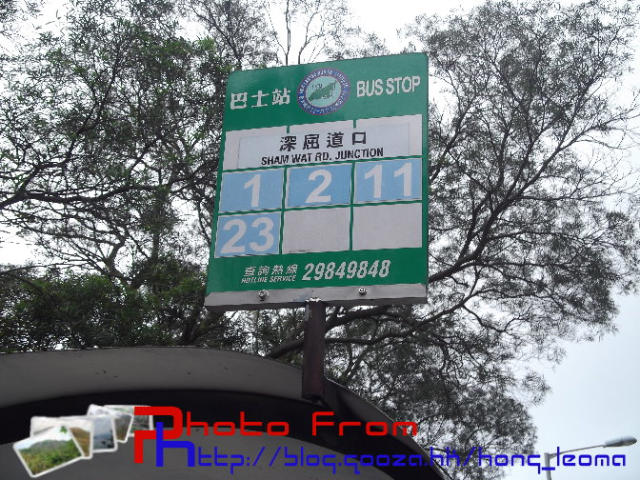 巴士站 BUS STOP
深屈道口
SHAM WAT RD. JUNCTION
1 2 11
23
查詢熱線
HOTLINE SERVICE 29849848
Photo From
http://blog.gooza.hk/hong_leoma